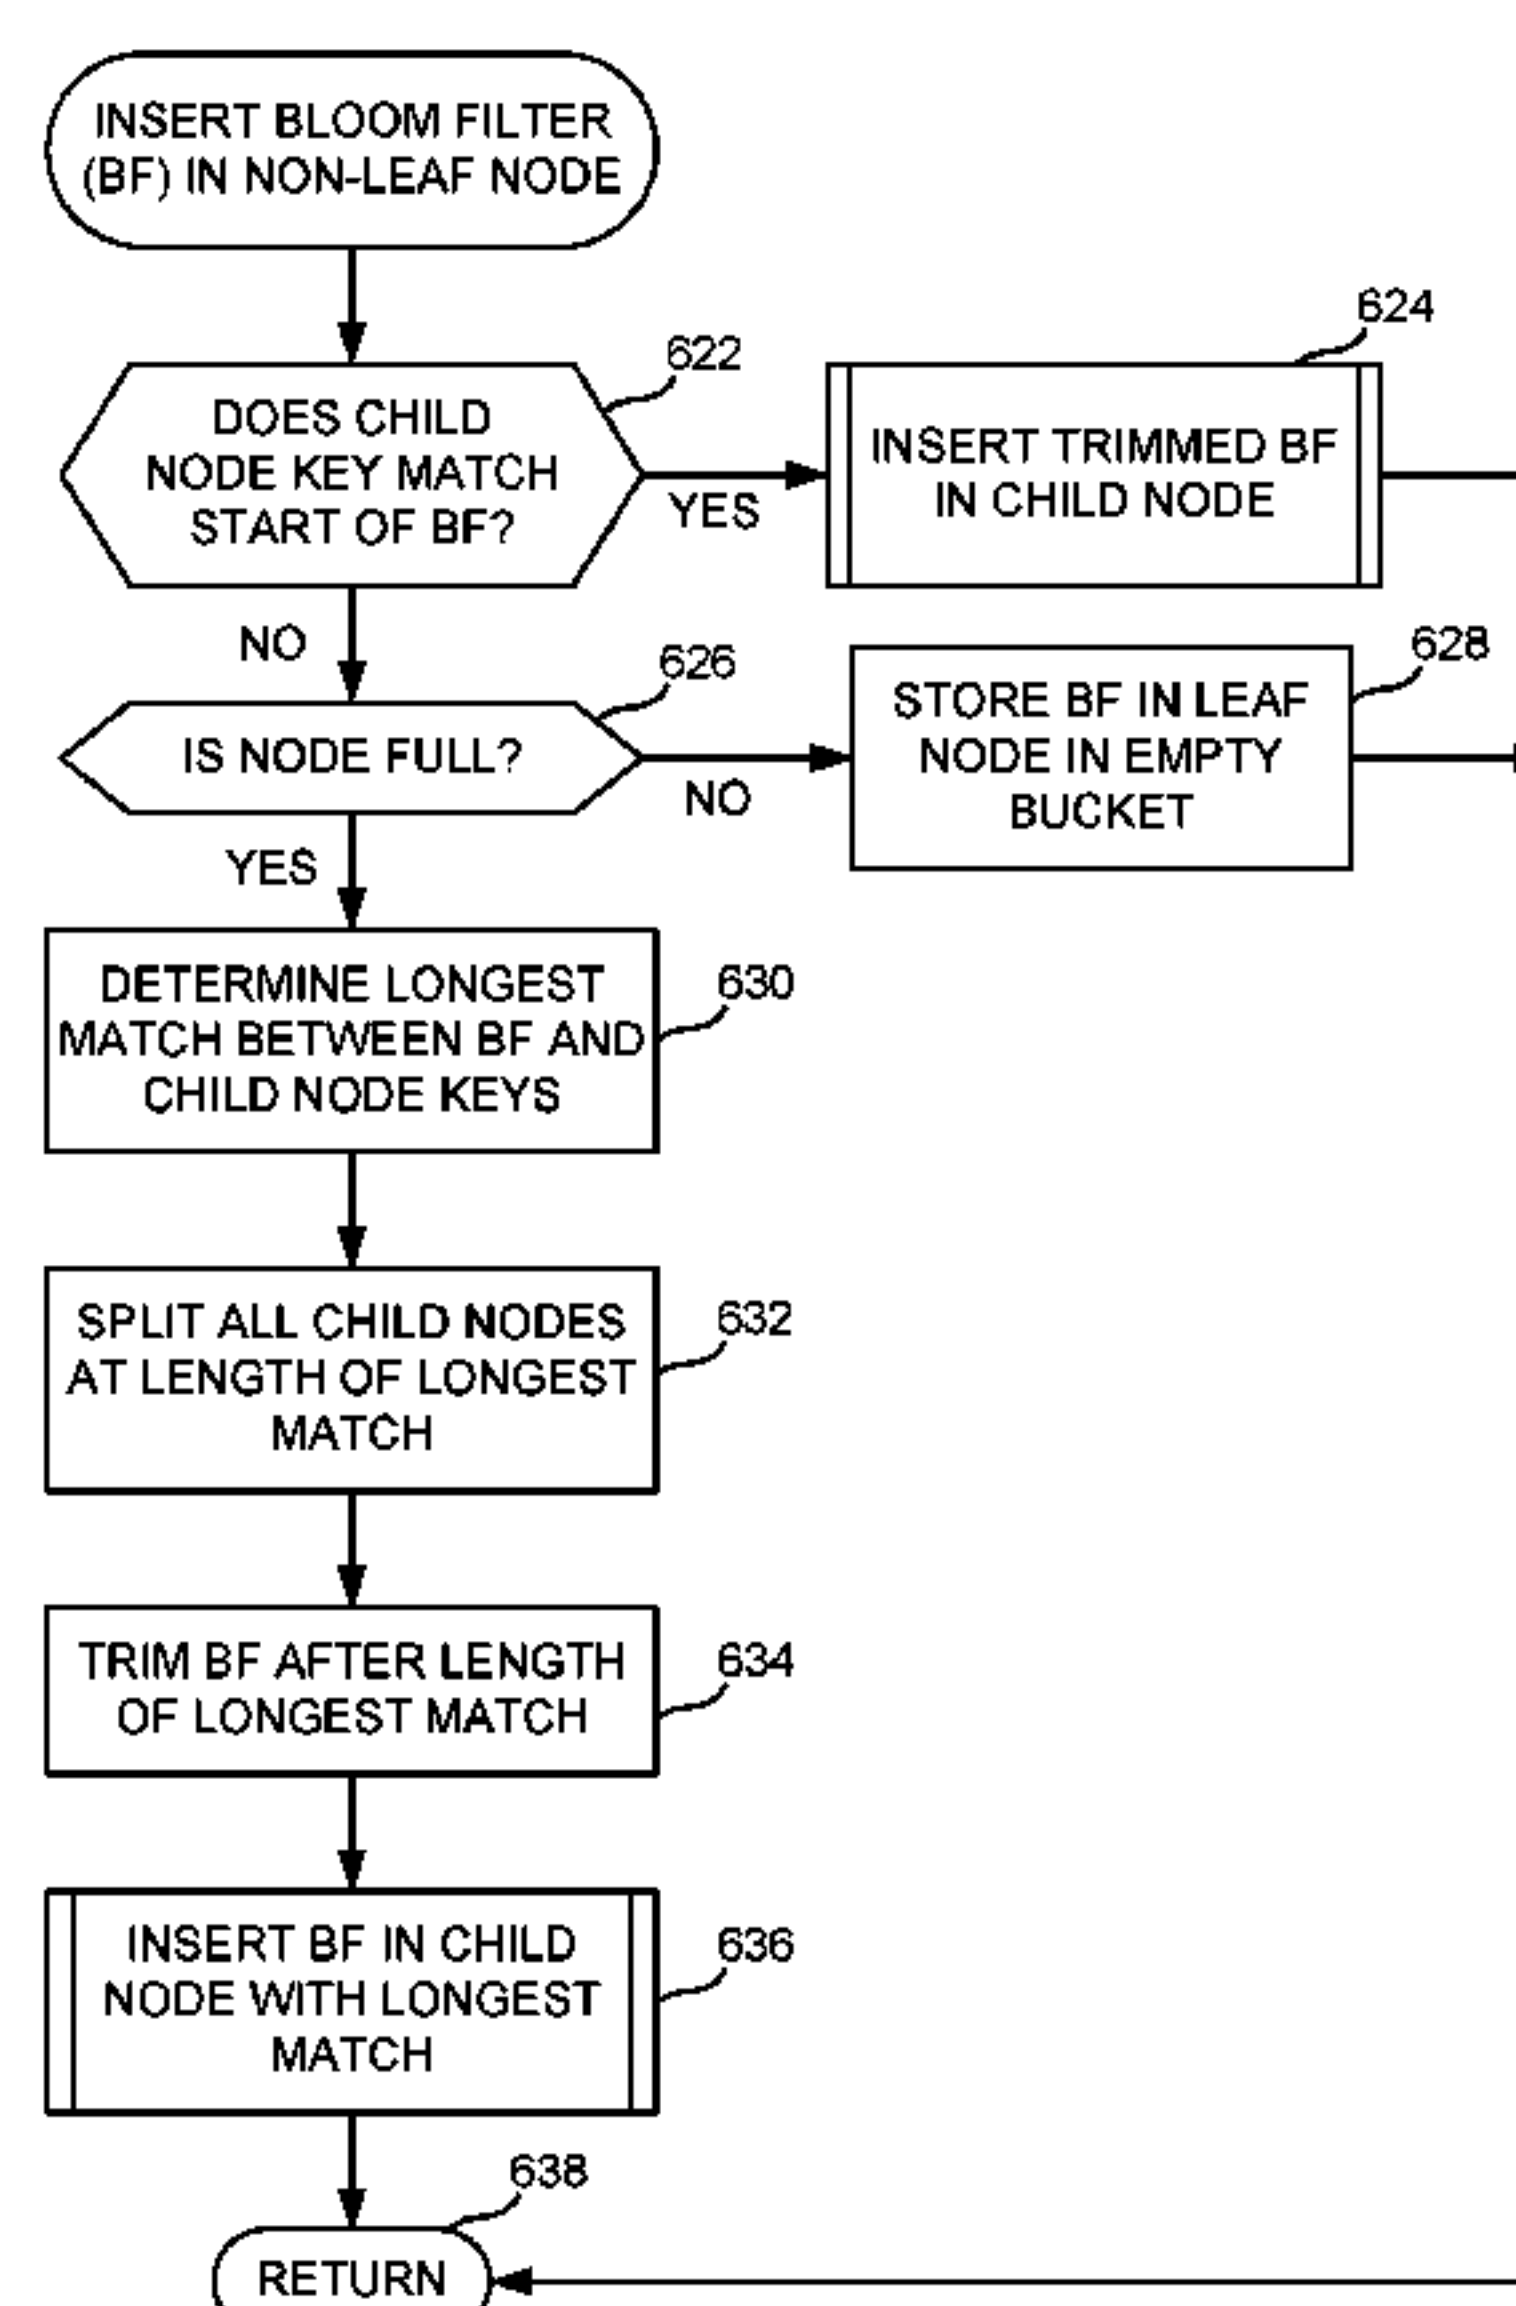 INSERT BLOOM FILTER
(BF) IN NON-LEAF NODE
622
DOES CHILD
NODE KEY MATCH
START OF BF?
YES
624
INSERT TRIMMED BF
IN CHILD NODE
NO
626
IS NODE FULL?
NO
628
STORE BF IN LEAF
NODE IN EMPTY
BUCKET
YES
630
DETERMINE LONGEST
MATCH BETWEEN BF AND
CHILD NODE KEYS
632
SPLIT ALL CHILD NODES
AT LENGTH OF LONGEST
MATCH
634
TRIM BF AFTER LENGTH
OF LONGEST MATCH
636
INSERT BF IN CHILD
NODE WITH LONGEST
MATCH
638
RETURN